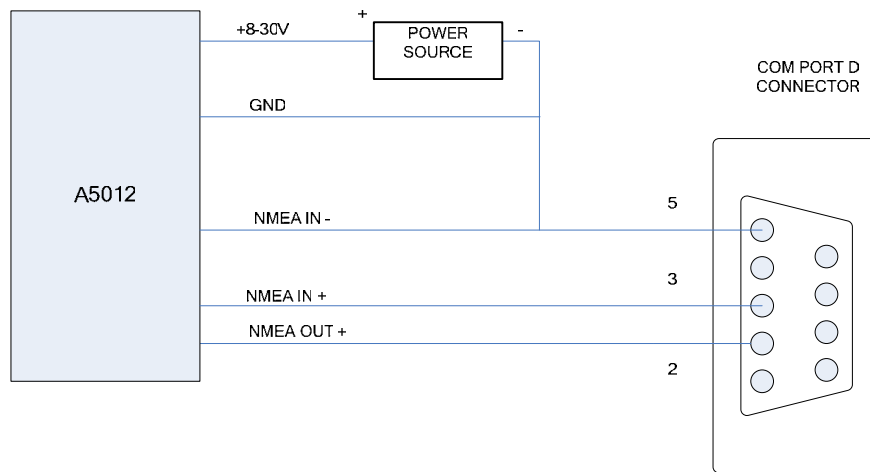 +8-30V
+
POWER
SOURCE
-
COM PORT D
CONNECTOR
GND
A5012
NMEA IN -
5
NMEA IN +
3
NMEA OUT +
2